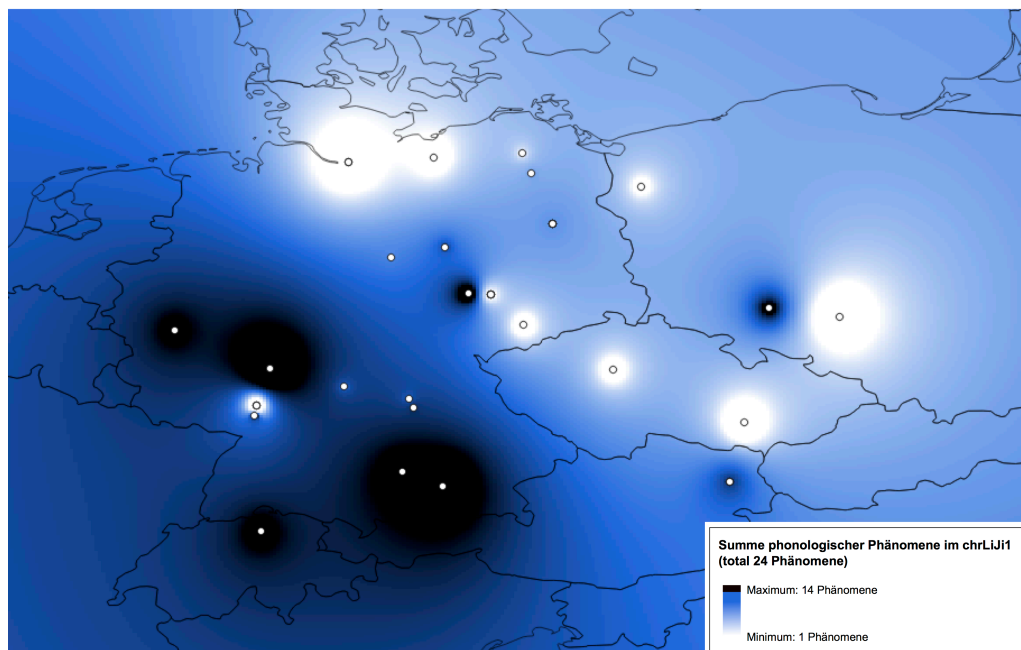 Summe phonologischer Phänomene im chrLiJi1
(total 24 Phänomene)
Maximum: 14 Phänomene
Minimum: 1 Phänomene